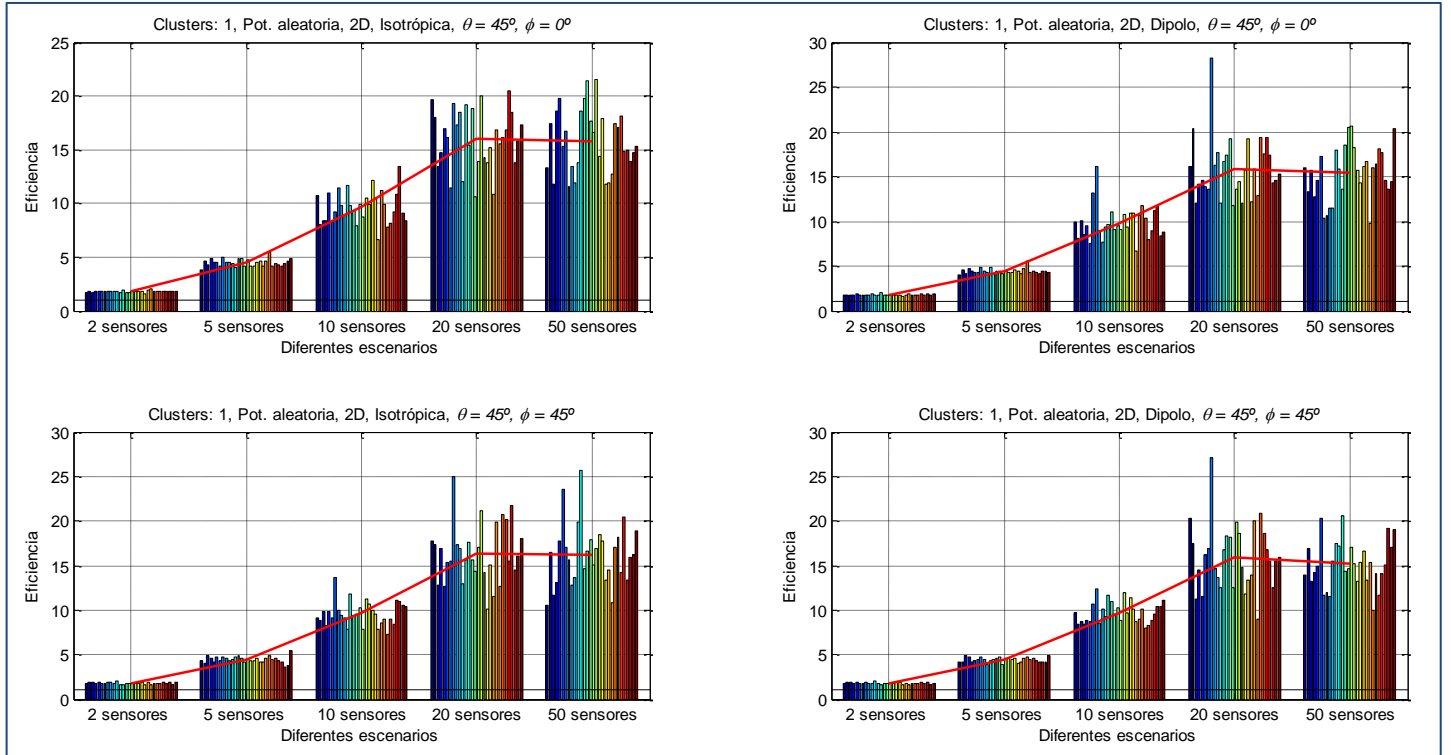 Clusters: 1, Pot. aleatoria, 2D, Isotrópica, θ = 45º, ϕ = 0º
25
20
15
10
5
0
Eficiencia
2 sensores 5 sensores 10 sensores 20 sensores 50 sensores
Diferentes escenarios
Clusters: 1, Pot. aleatoria, 2D, Dipolo, θ = 45º, ϕ = 0º
30
25
20
15
10
5
0
Eficiencia
2 sensores 5 sensores 10 sensores 20 sensores 50 sensores
Diferentes escenarios
Clusters: 1, Pot. aleatoria, 2D, Isotrópica, θ = 45º, ϕ = 45º
30
25
20
15
10
5
0
Eficiencia
2 sensores 5 sensores 10 sensores 20 sensores 50 sensores
Diferentes escenarios
Clusters: 1, Pot. aleatoria, 2D, Dipolo, θ = 45º, ϕ = 45º
30
25
20
15
10
5
0
Eficiencia
2 sensores 5 sensores 10 sensores 20 sensores 50 sensores
Diferentes escenarios